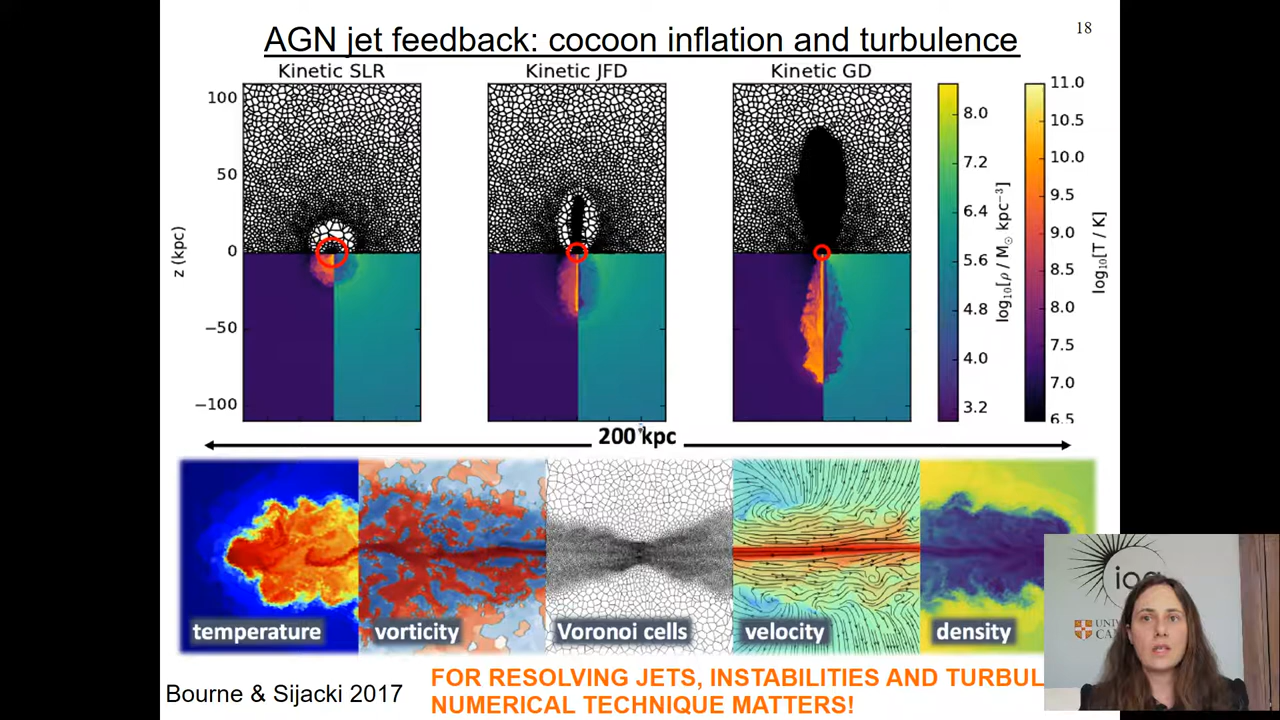 AGN jet feedback: cocoon inflation and turbulence
18
Kinetic SLR
Kinetic JFD
Kinetic GD
100
50
0
−50
−100
z (kpc)
8.0
7.2
6.4
5.6
4.8
4.0
3.2
log₁₀[ρ / M⊙ kpc⁻³]
11.0
10.5
10.0
9.5
9.0
8.5
8.0
7.5
7.0
6.5
log₁₀[T / K]
200 kpc
temperature
vorticity
Voronoi cells
velocity
density
Bourne & Sijacki 2017
FOR RESOLVING JETS, INSTABILITIES AND TURBUL
NUMERICAL TECHNIQUE MATTERS!
UNIV
CA